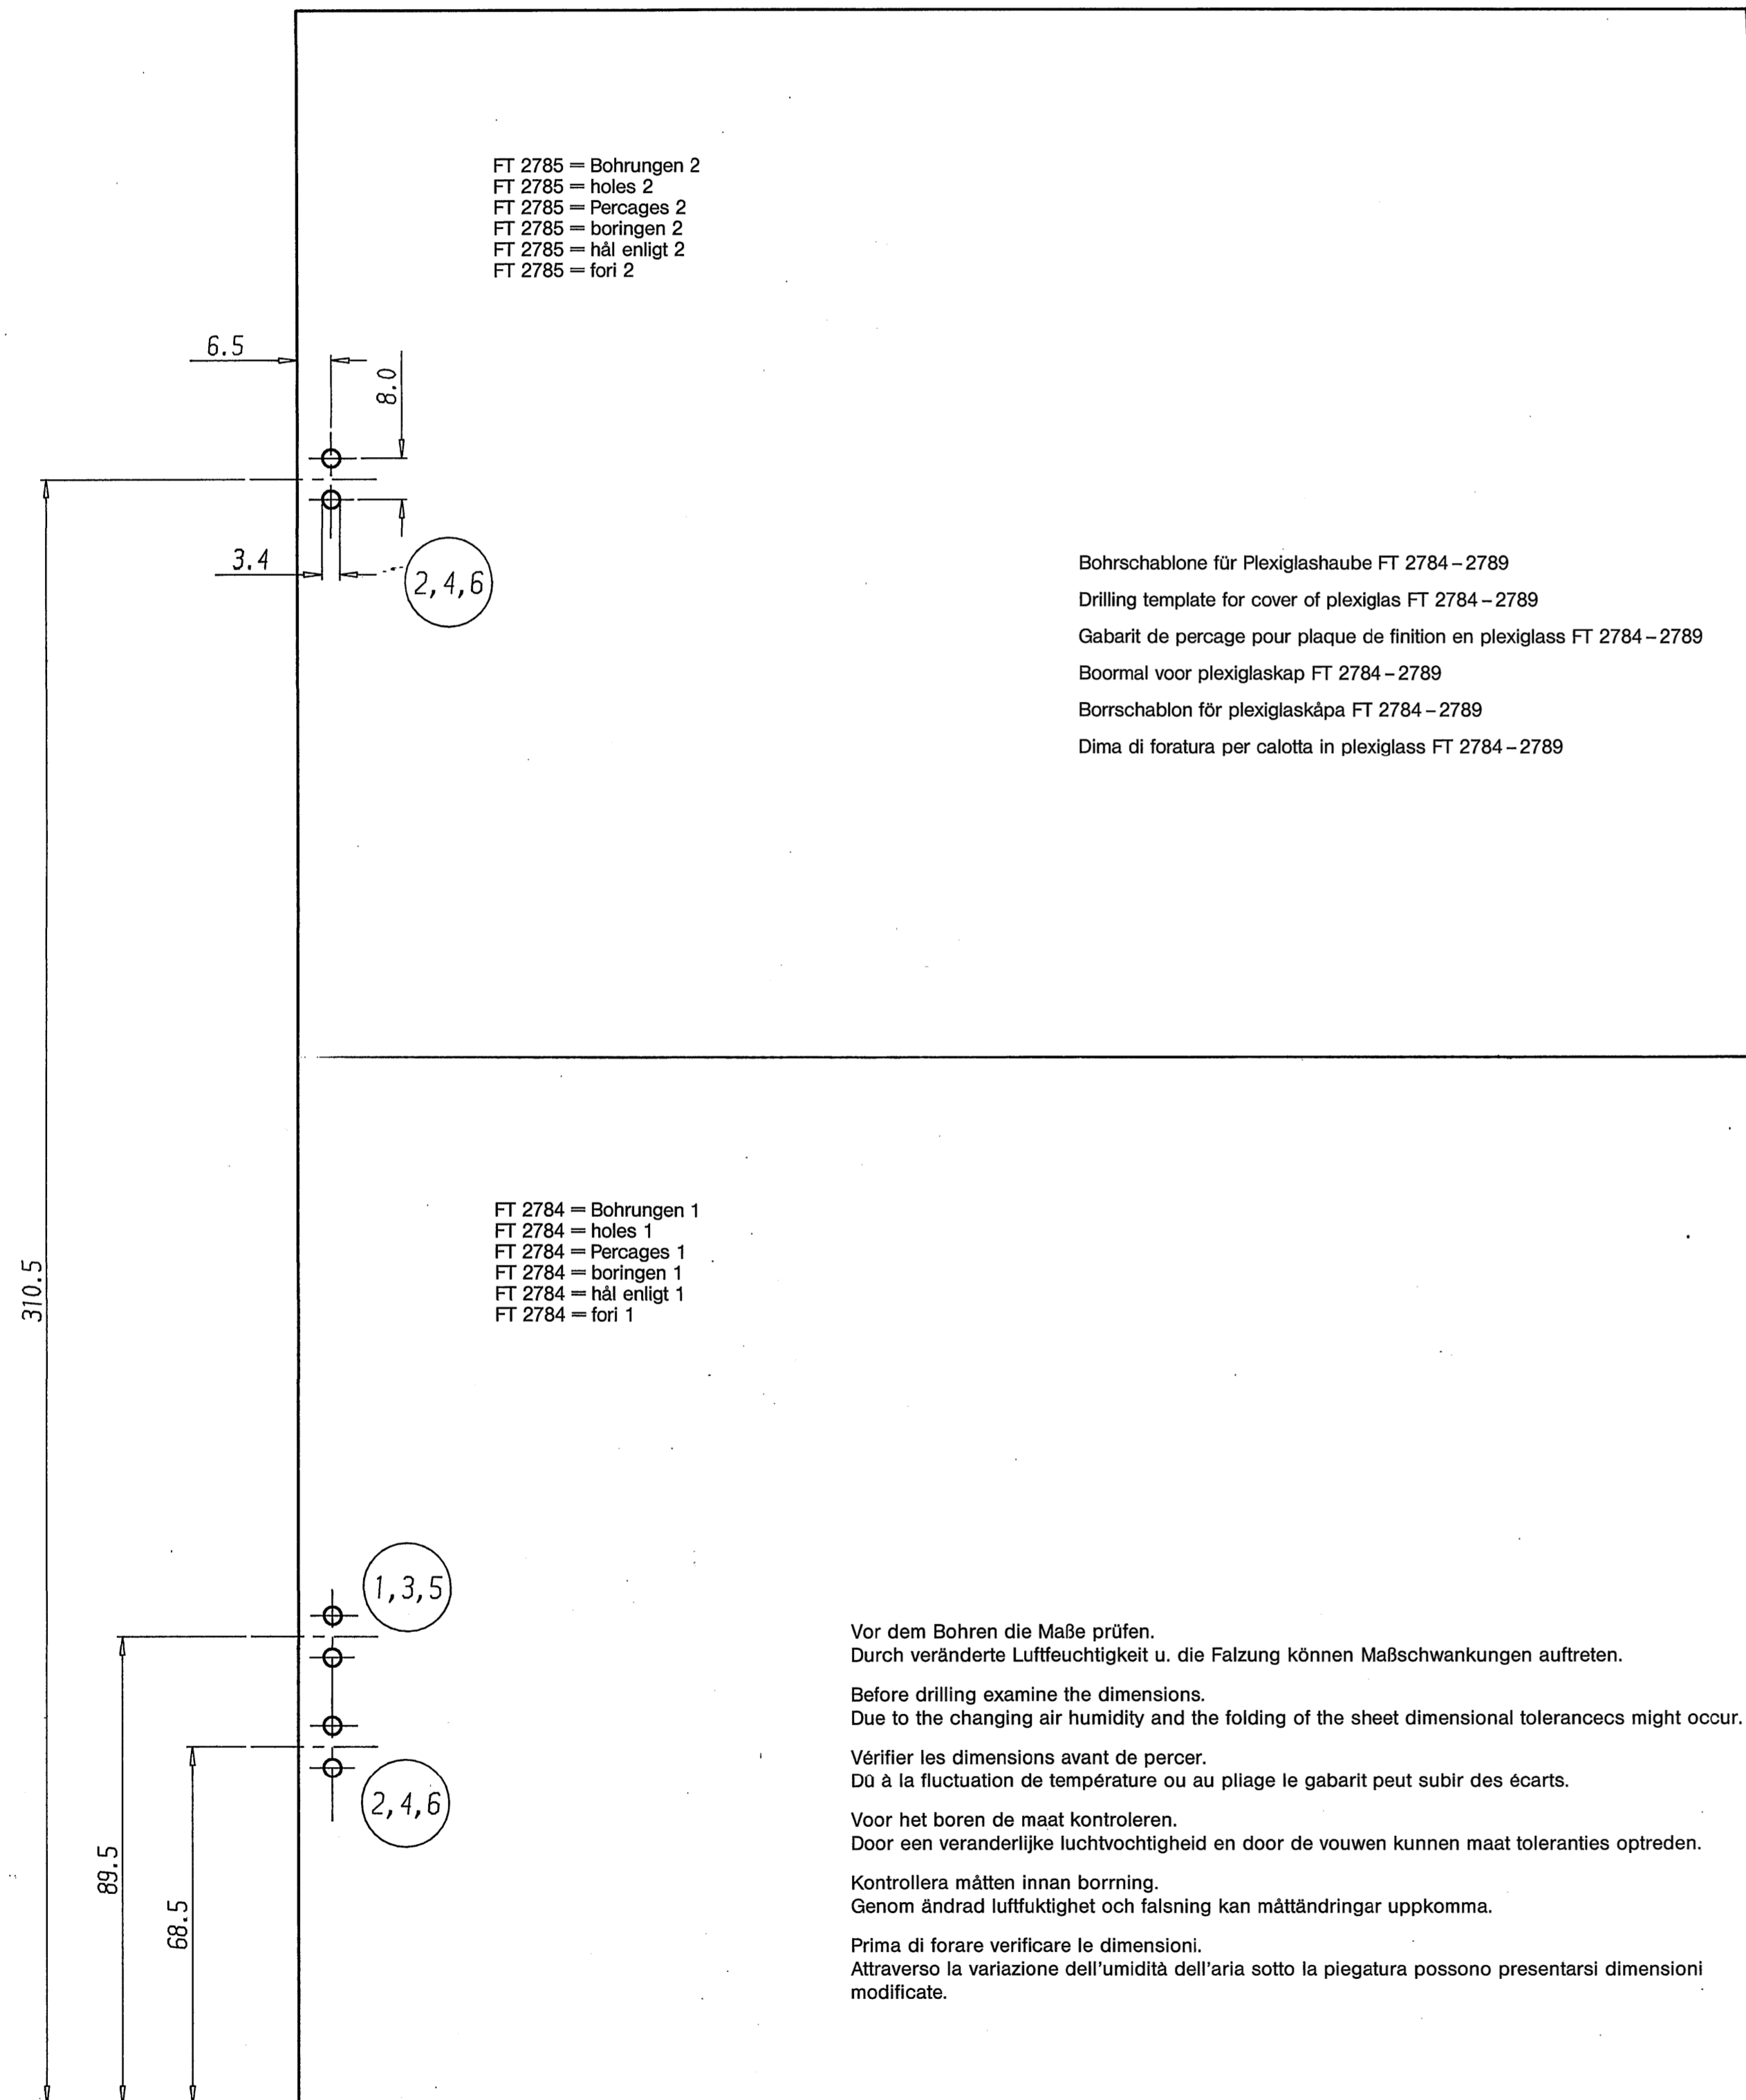 FT 2785 = Bohrungen 2
FT 2785 = holes 2
FT 2785 = Percages 2
FT 2785 = boringen 2
FT 2785 = hål enligt 2
FT 2785 = fori 2
6.5
8.0
3.4
2,4,6
Bohrschablone für Plexiglashaube FT 2784–2789
Drilling template for cover of plexiglas FT 2784–2789
Gabarit de percage pour plaque de finition en plexiglass FT 2784–2789
Boormal voor plexiglaskap FT 2784–2789
Borrschablon för plexiglaskåpa FT 2784–2789
Dima di foratura per calotta in plexiglass FT 2784–2789
310.5
FT 2784 = Bohrungen 1
FT 2784 = holes 1
FT 2784 = Percages 1
FT 2784 = boringen 1
FT 2784 = hål enligt 1
FT 2784 = fori 1
1,3,5
2,4,6
89.5
68.5
Vor dem Bohren die Maße prüfen.
Durch veränderte Luftfeuchtigkeit u. die Falzung können Maßschwankungen auftreten.
Before drilling examine the dimensions.
Due to the changing air humidity and the folding of the sheet dimensional tolerancecs might occur.
Vérifier les dimensions avant de percer.
Dû à la fluctuation de température ou au pliage le gabarit peut subir des écarts.
Voor het boren de maat kontroleren.
Door een veranderlijke luchtvochtigheid en door de vouwen kunnen maat toleranties optreden.
Kontrollera måtten innan borrning.
Genom ändrad luftfuktighet och falsning kan måttändringar uppkomma.
Prima di forare verificare le dimensioni.
Attraverso la variazione dell'umidità dell'aria sotto la piegatura possono presentarsi dimensioni
modificate.